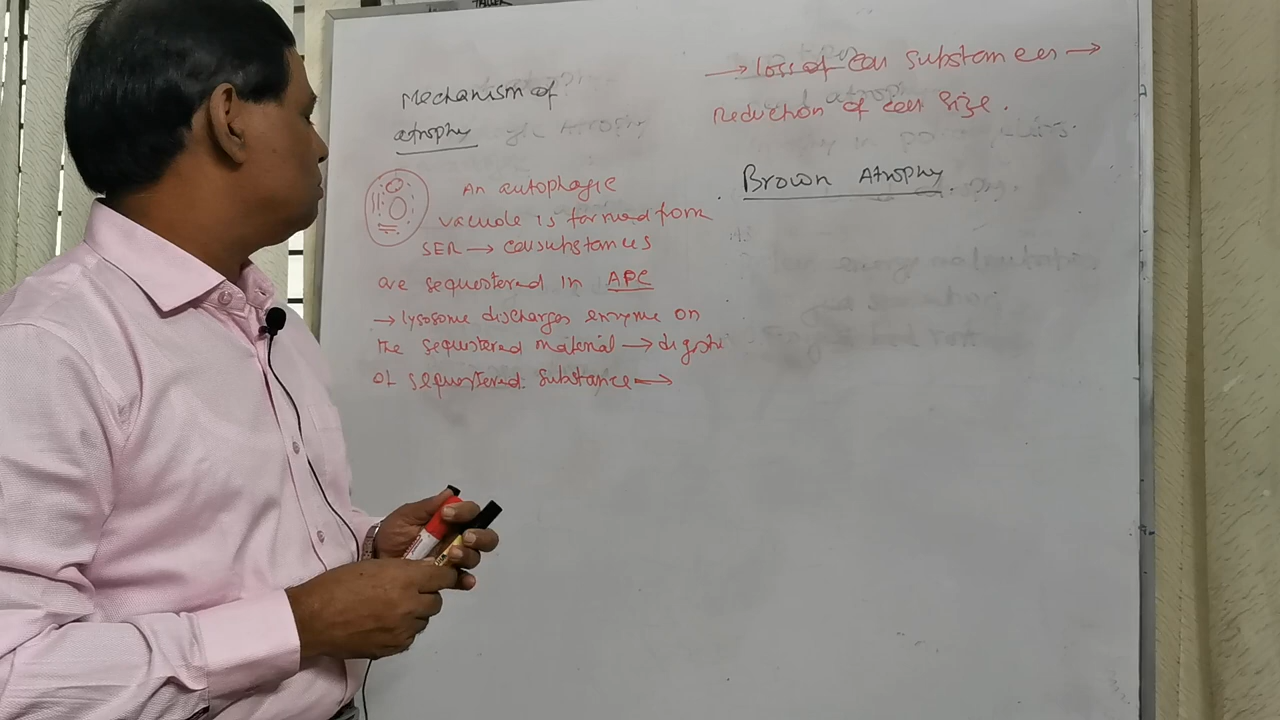 Mechanism of
atrophy
An autophagic
vacuole is formed from
SER → cell substances
are sequestered in APC
→ lysosome discharges enzyme on
the sequestered material → digsti
of sequestered substance →
→ loss of cell substances →
Reduction of cell size.
Brown Atrophy.